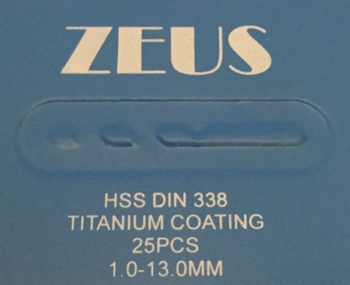 ZEUS
HSS DIN 338
TITANIUM COATING
25PCS
1.0-13.0MM